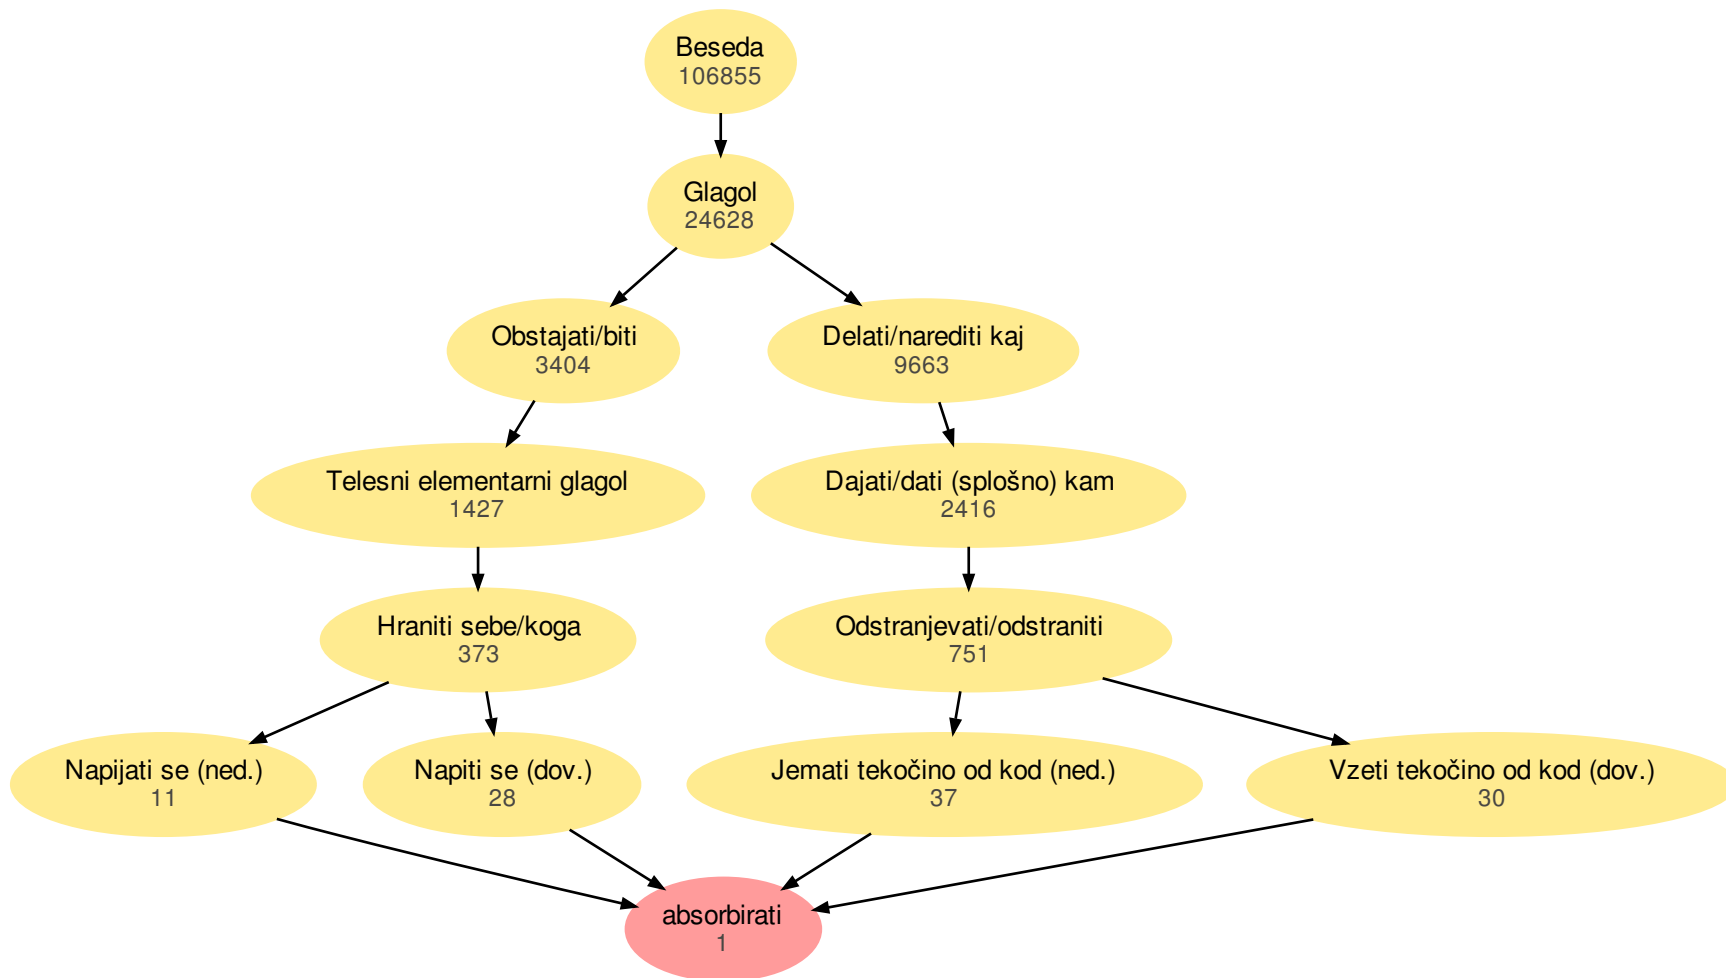 Beseda
106855
Glagol
24628
Obstajati/biti
3404
Delati/narediti kaj
9663
Telesni elementarni glagol
1427
Dajati/dati (splošno) kam
2416
Hraniti sebe/koga
373
Odstranjevati/odstraniti
751
Napijati se (ned.)
11
Napiti se (dov.)
28
Jemati tekočino od kod (ned.)
37
Vzeti tekočino od kod (dov.)
30
absorbirati
1